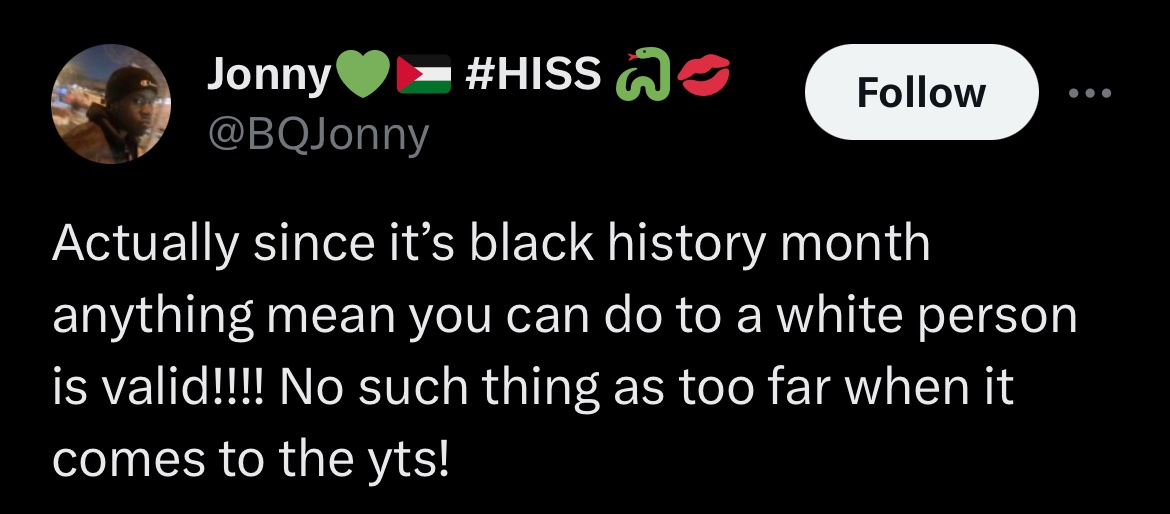 Jonny💚🇵🇸 #HISS 🐍💋
@BQJonny
Follow
Actually since it’s black history month
anything mean you can do to a white person
is valid!!!! No such thing as too far when it
comes to the yts!